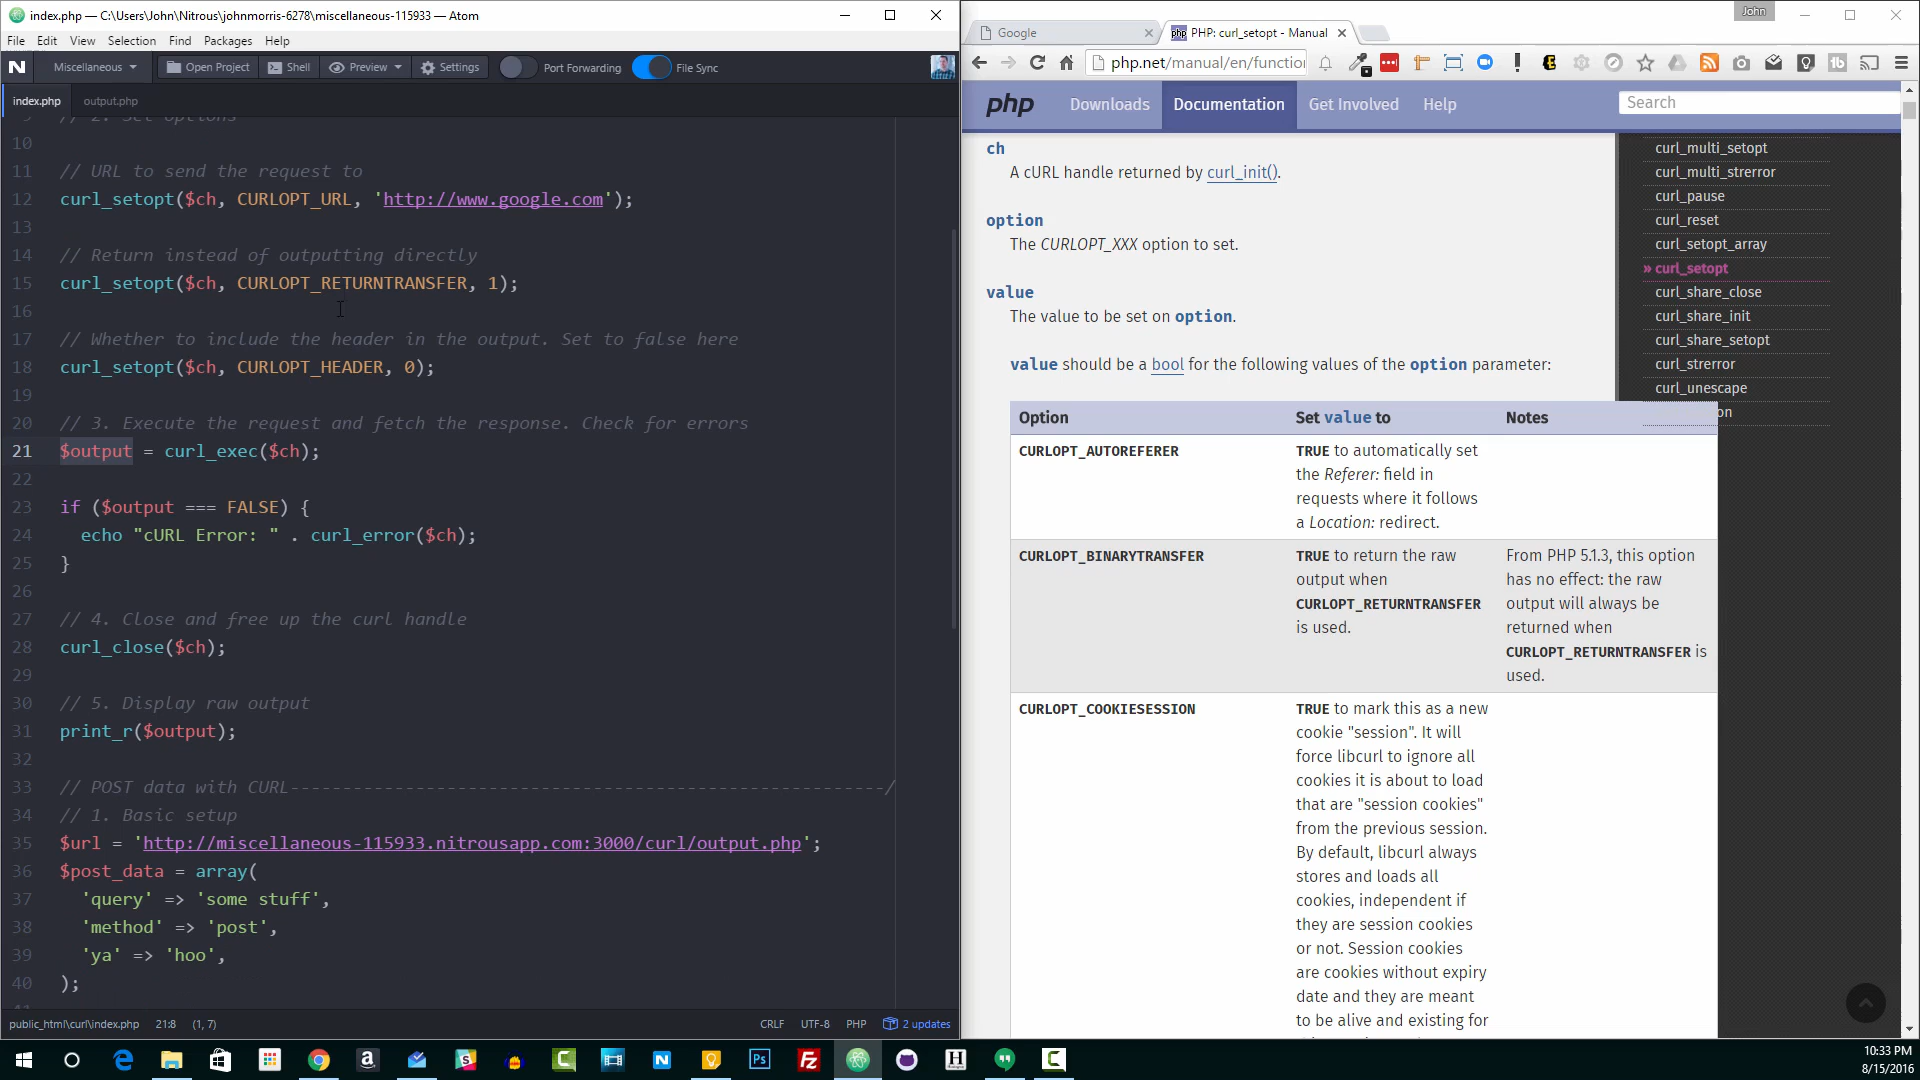 index.php — C:\Users\John\Nitrous\johnmorris-6278\miscellaneous-115933 — Atom
File Edit View Selection Find Packages Help
N Miscellaneous Open Project Shell Preview Settings Port Forwarding File Sync
index.php output.php
9 // 2. Set options
10
11 // URL to send the request to
12 curl_setopt($ch, CURLOPT_URL, 'http://www.google.com');
13
14 // Return instead of outputting directly
15 curl_setopt($ch, CURLOPT_RETURNTRANSFER, 1);
16
17 // Whether to include the header in the output. Set to false here
18 curl_setopt($ch, CURLOPT_HEADER, 0);
19
20 // 3. Execute the request and fetch the response. Check for errors
21 $output = curl_exec($ch);
22
23 if ($output === FALSE) {
24 echo "cURL Error: " . curl_error($ch);
25 }
26
27 // 4. Close and free up the curl handle
28 curl_close($ch);
29
30 // 5. Display raw output
31 print_r($output);
32
33 // POST data with CURL---------------------------------------------------------/
34 // 1. Basic setup
35 $url = 'http://miscellaneous-115933.nitrousapp.com:3000/curl/output.php';
36 $post_data = array(
37 'query' => 'some stuff',
38 'method' => 'post',
39 'ya' => 'hoo',
40 );
public_html\curl\index.php 21:8 (1, 7) CRLF UTF-8 PHP 2 updates
John
Google
PHP: curl_setopt - Manual
php.net/manual/en/function
php Downloads Documentation Get Involved Help Search
ch
A cURL handle returned by curl_init().
option
The CURLOPT_XXX option to set.
value
The value to be set on option.
value should be a bool for the following values of the option parameter:
Option Set value to Notes
CURLOPT_AUTOREFERER TRUE to automatically set
the Referer: field in
requests where it follows
a Location: redirect.
CURLOPT_BINARYTRANSFER TRUE to return the raw From PHP 5.1.3, this option
output when has no effect: the raw
CURLOPT_RETURNTRANSFER output will always be
is used. returned when
CURLOPT_RETURNTRANSFER is
used.
CURLOPT_COOKIESESSION TRUE to mark this as a new
cookie "session". It will
force libcurl to ignore all
cookies it is about to load
that are "session cookies"
from the previous session.
By default, libcurl always
stores and loads all
cookies, independent if
they are session cookies
or not. Session cookies
are cookies without expiry
date and they are meant
to be alive and existing for
curl_multi_setopt
curl_multi_strerror
curl_pause
curl_reset
curl_setopt_array
» curl_setopt
curl_share_close
curl_share_init
curl_share_setopt
curl_strerror
curl_unescape
on
10:33 PM
8/15/2016